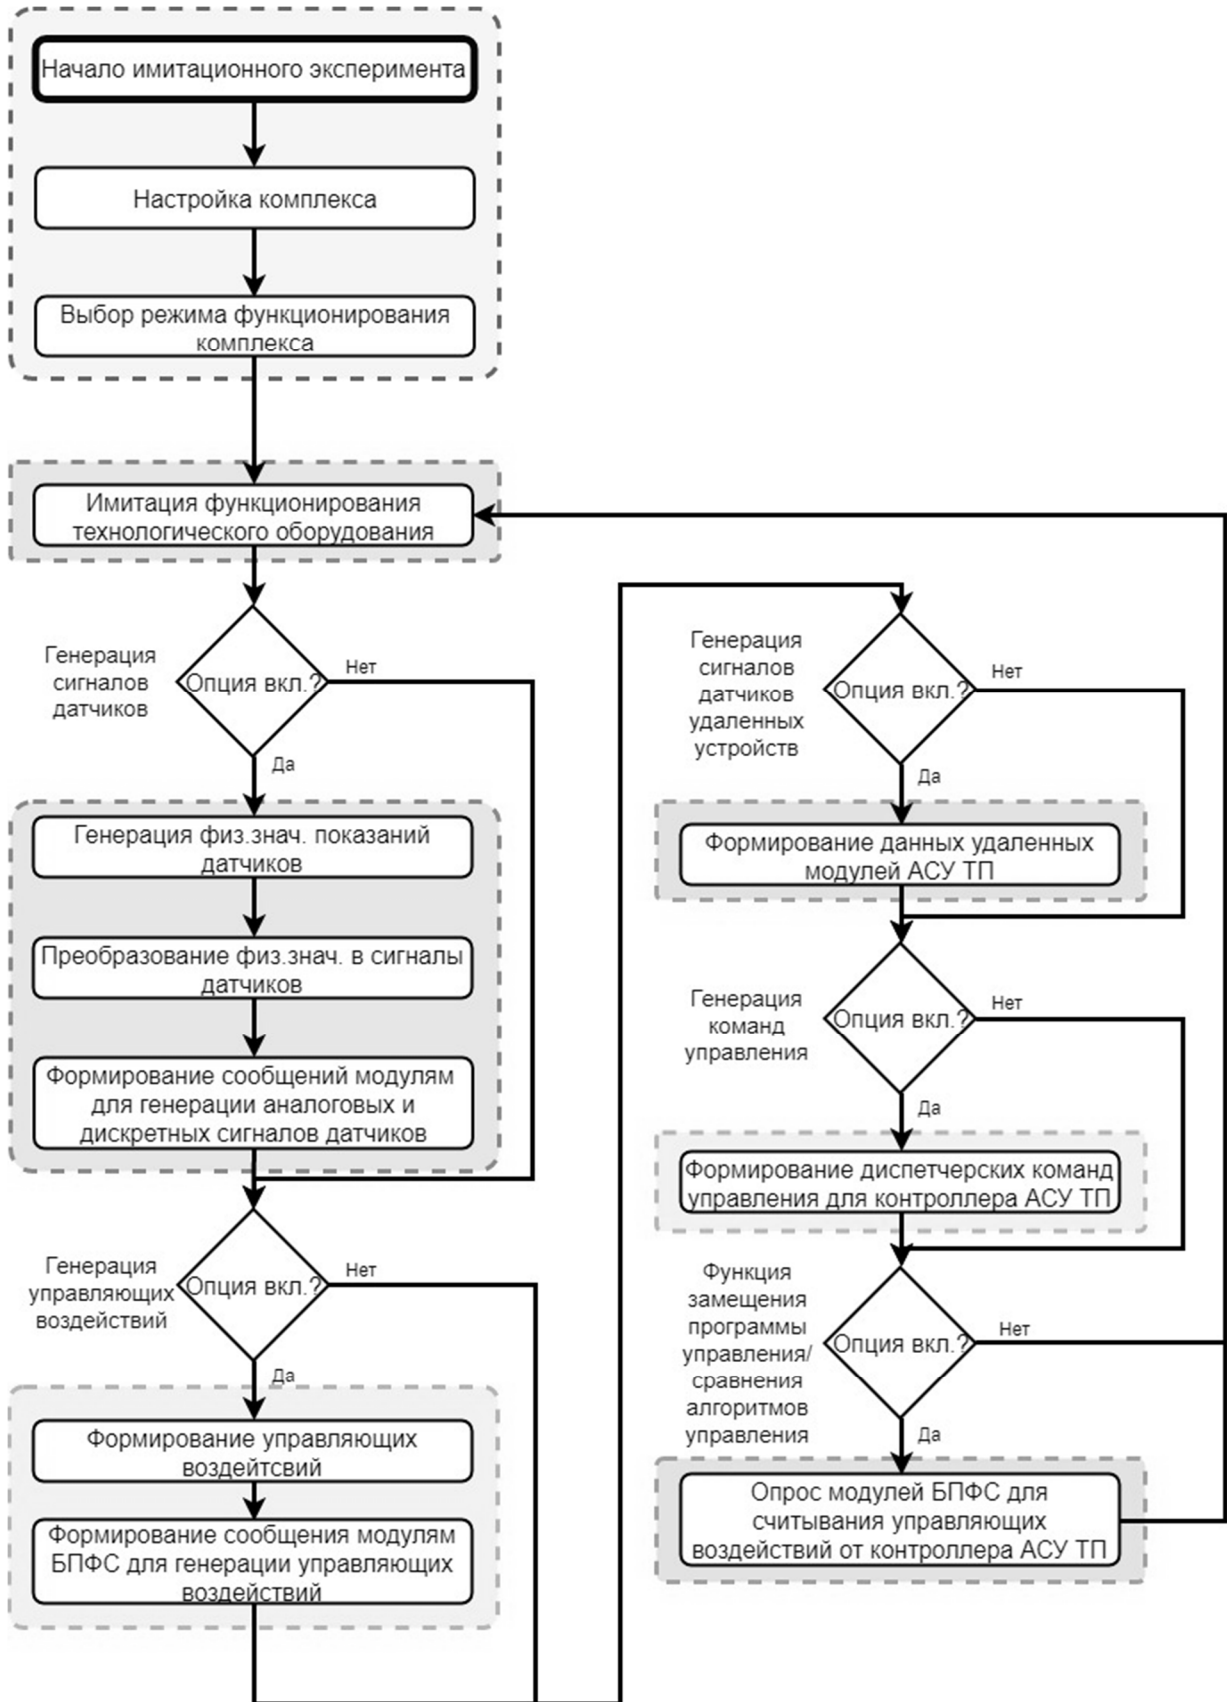 Начало имитационного эксперимента
Настройка комплекса
Выбор режима функционирования
комплекса
Имитация функционирования
технологического оборудования
Генерация
сигналов
датчиков
Опция вкл.?
Нет
Да
Генерация физ.знач. показаний
датчиков
Преобразование физ.знач. в сигналы
датчиков
Формирование сообщений модулям
для генерации аналоговых и
дискретных сигналов датчиков
Генерация
управляющих
воздействий
Опция вкл.?
Нет
Да
Формирование управляющих
воздейтсвий
Формирование сообщения модулям
БПФС для генерации управляющих
воздействий
Генерация
сигналов
датчиков
удаленных
устройств
Опция вкл.?
Нет
Да
Формирование данных удаленных
модулей АСУ ТП
Генерация
команд
управления
Опция вкл.?
Нет
Да
Формирование диспетчерских команд
управления для контроллера АСУ ТП
Функция
замещения
программы
управления/
сравнения
алгоритмов
управления
Опция вкл.?
Нет
Да
Опрос модулей БПФС для
считывания управляющих
воздействий от контроллера АСУ ТП